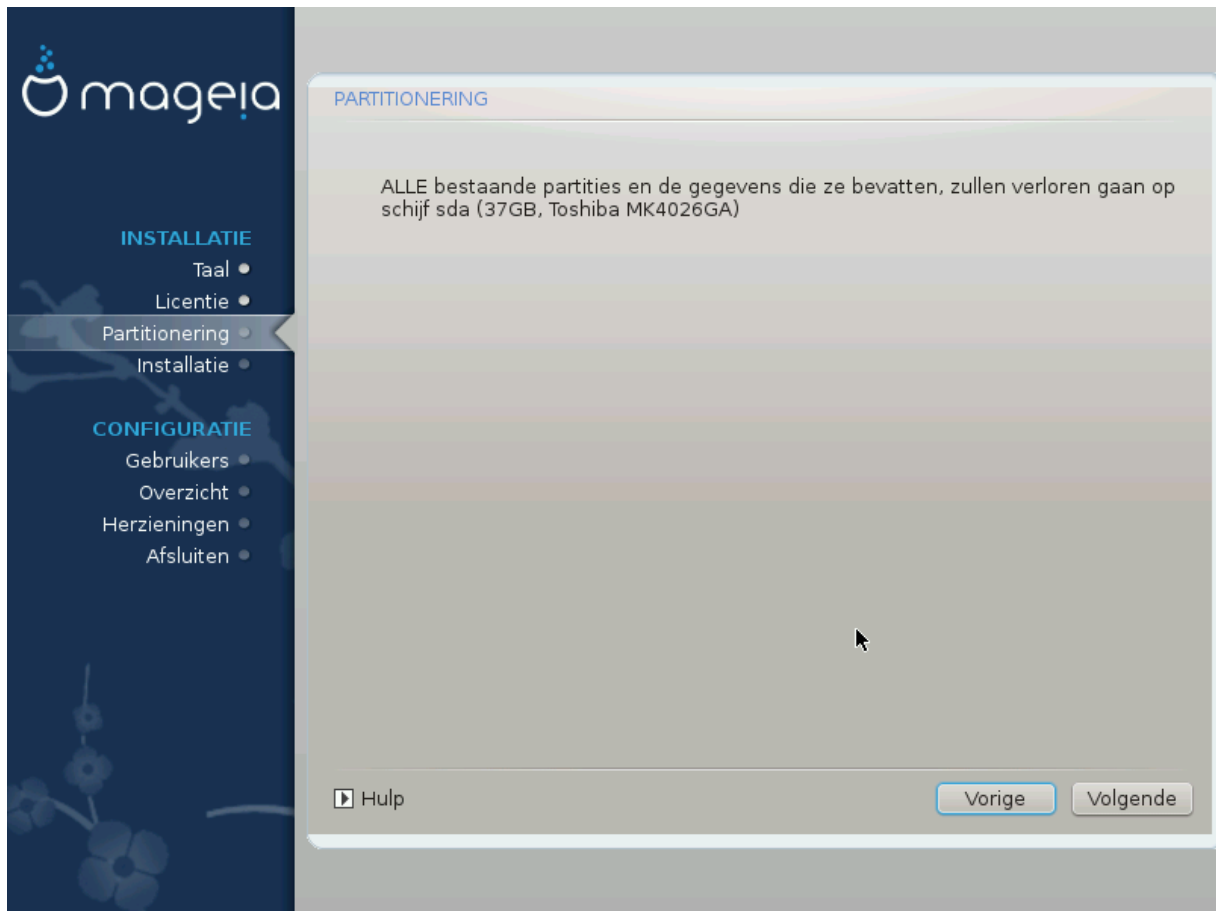 mageia
INSTALLATIE
Taal
Licentie
Partitionering
Installatie
CONFIGURATIE
Gebruikers
Overzicht
Herzieningen
Afsluiten
PARTITIONERING
ALLE bestaande partities en de gegevens die ze bevatten, zullen verloren gaan op
schijf sda (37GB, Toshiba MK4026GA)
Hulp
Vorige
Volgende